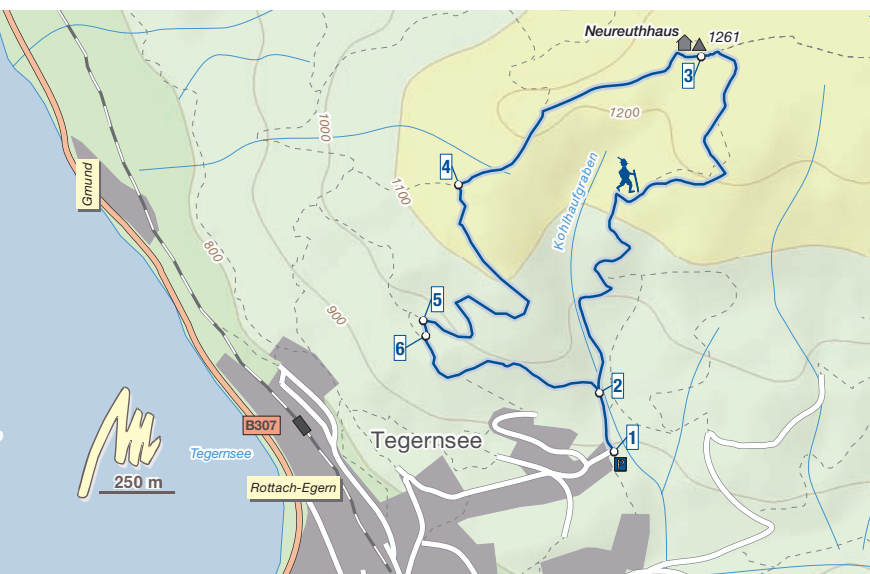 Neureuthhaus
1261
3
1200
1000
4
Gmund
1100
Kohlhaufgraben
800
5
900
6
2
B307
Tegernsee
1
Tegernsee
P
250 m
Rottach-Egern